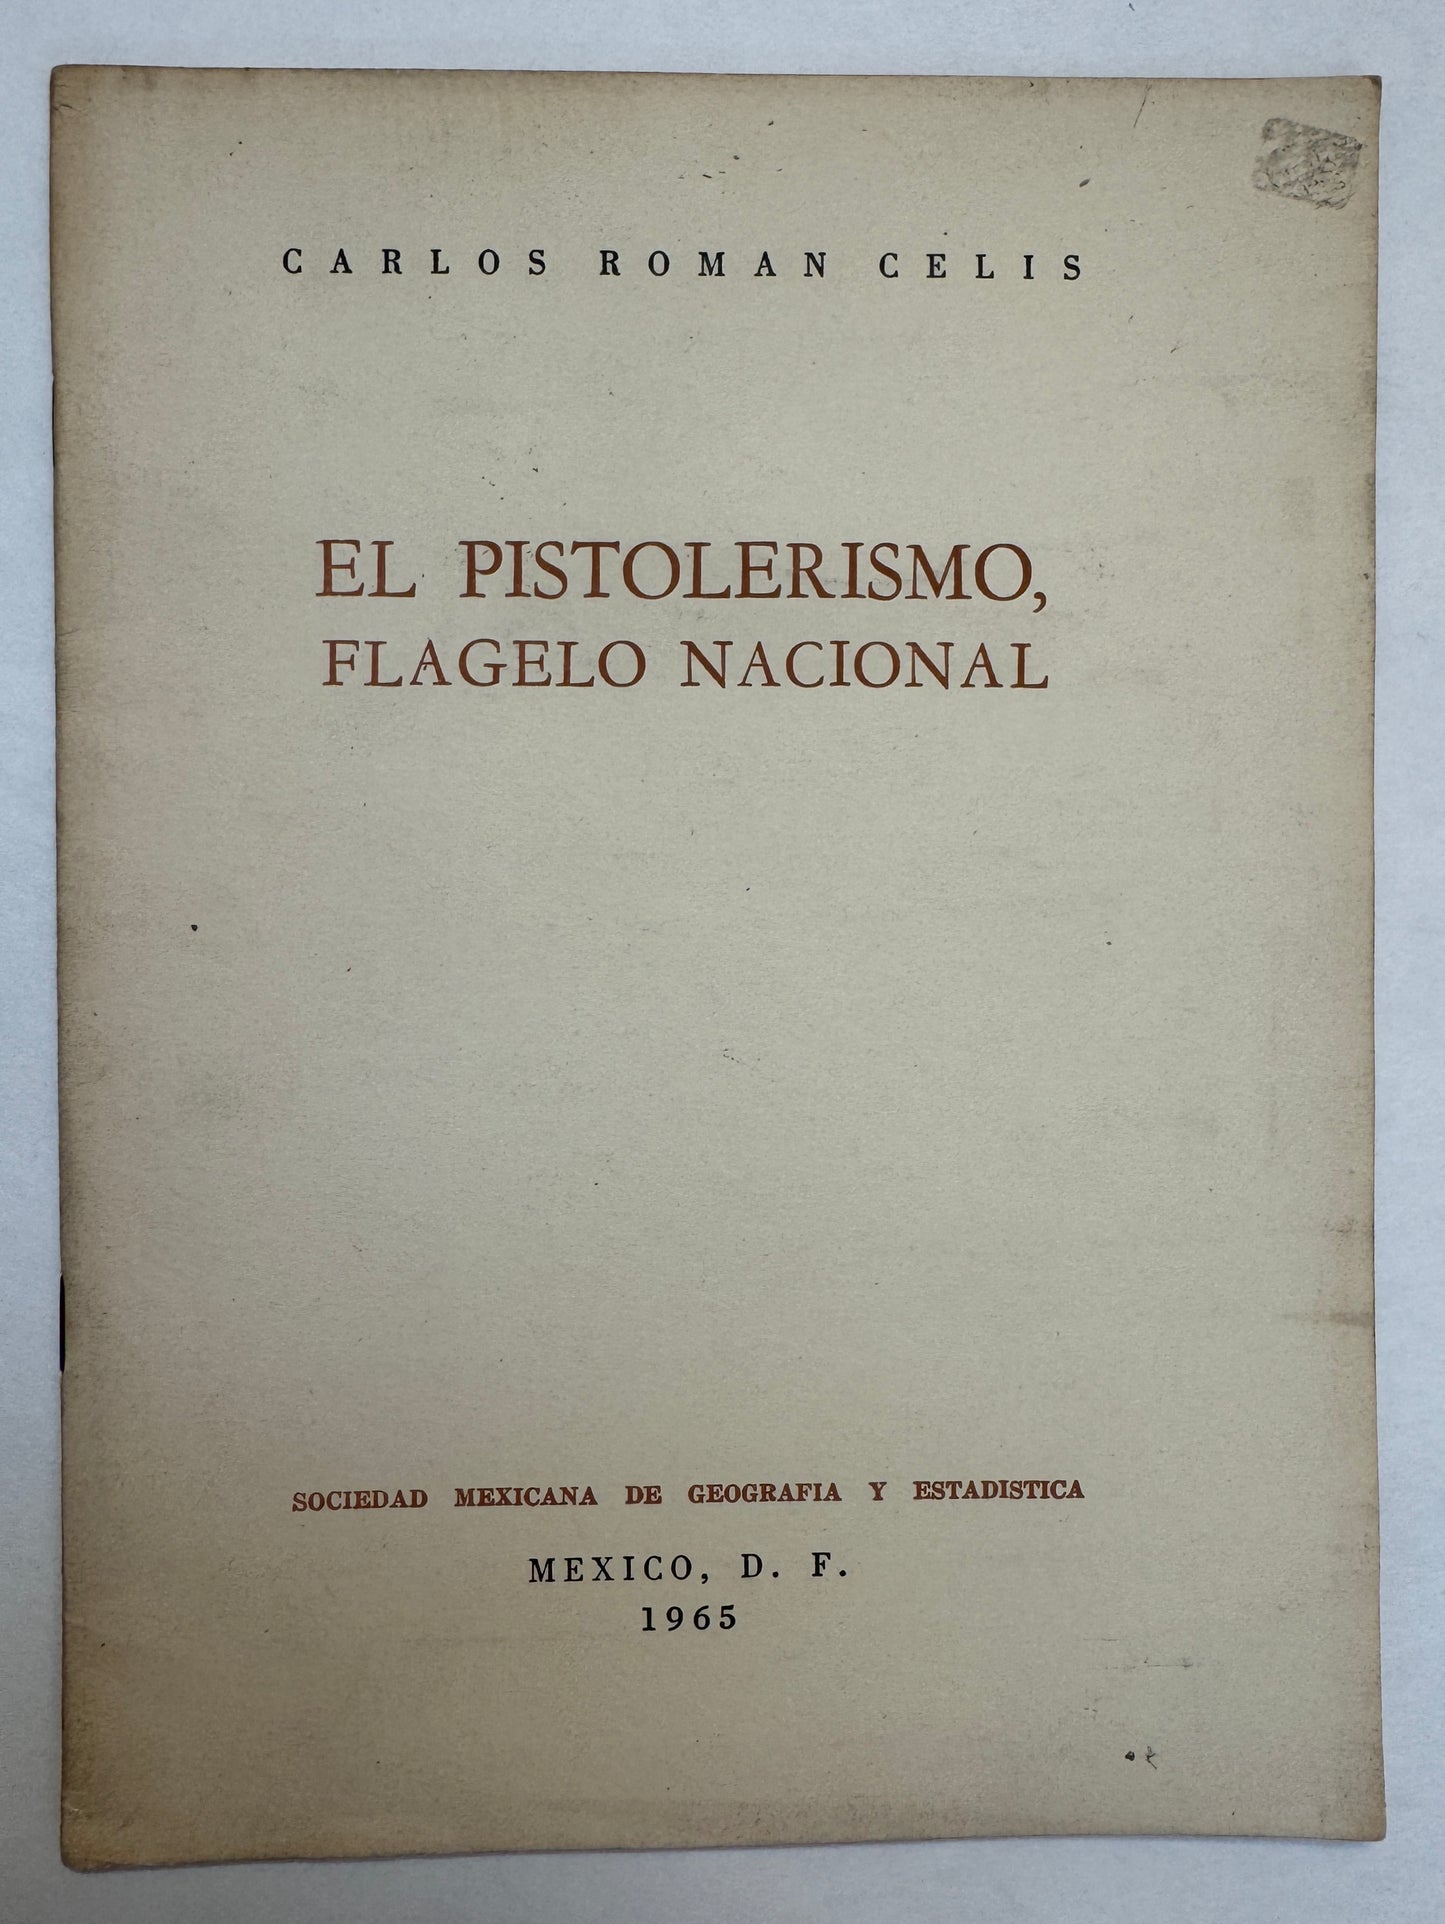 CARLOS ROMAN CELIS
EL PISTOLERISMO,
FLAGELO NACIONAL
SOCIEDAD MEXICANA DE GEOGRAFIA Y ESTADISTICA
MEXICO, D. F.
1965